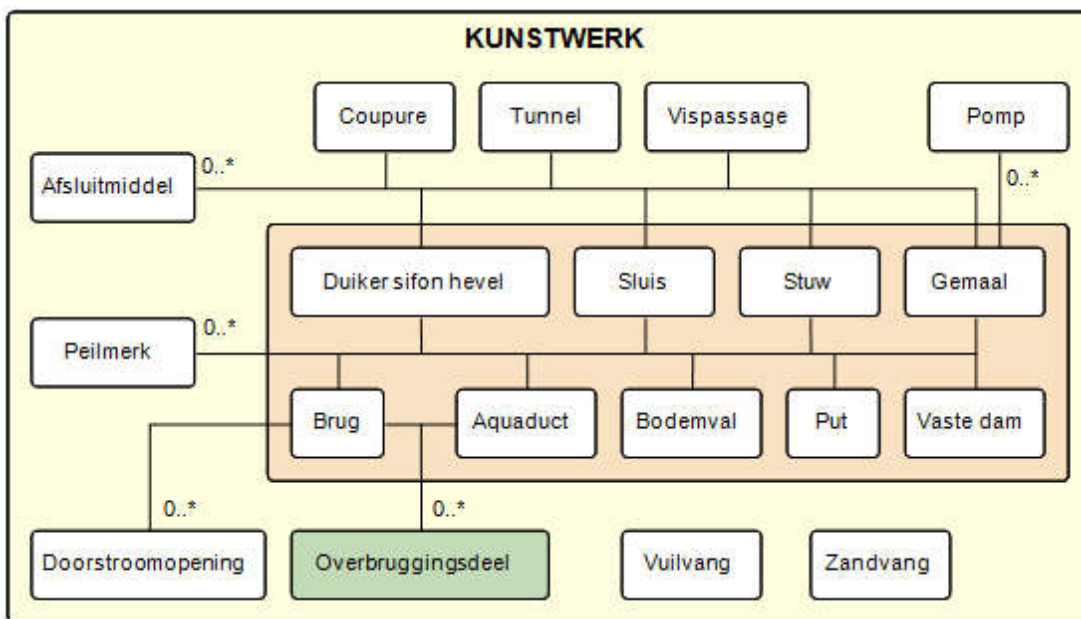 KUNSTWERK
Coupure
Tunnel
Vispassage
Pomp
Afsluitmiddel
0..*
0..*
Duiker sifon hevel
Sluis
Stuw
Gemaal
Peilmerk
0..*
Brug
Aquaduct
Bodemval
Put
Vaste dam
0..*
0..*
Doorstroomopening
Overbruggingsdeel
Vuilvang
Zandvang